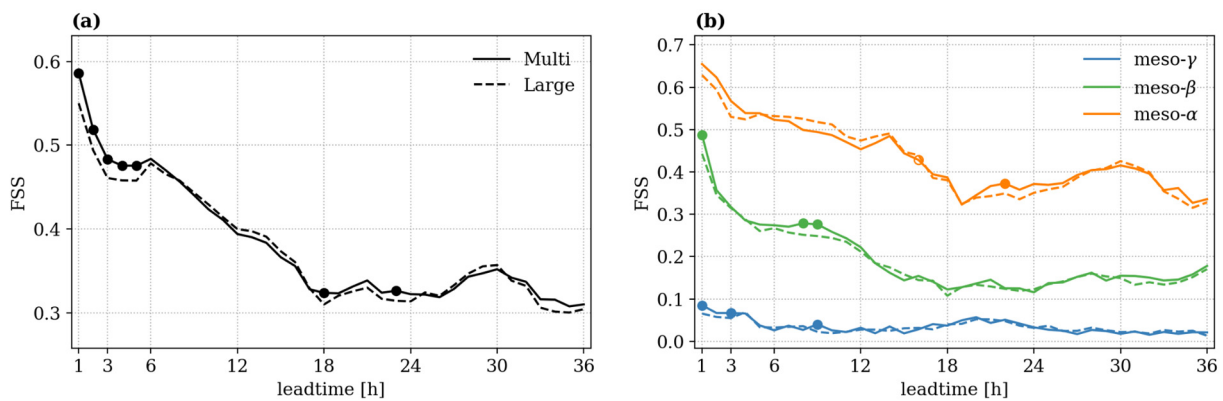 (a)
FSS
0.6
0.5
0.4
0.3
Multi
Large
1 3 6 12 18 24 30 36
leadtime [h]
(b)
FSS
0.7
0.6
0.5
0.4
0.3
0.2
0.1
0.0
meso-γ
meso-β
meso-α
1 3 6 12 18 24 30 36
leadtime [h]